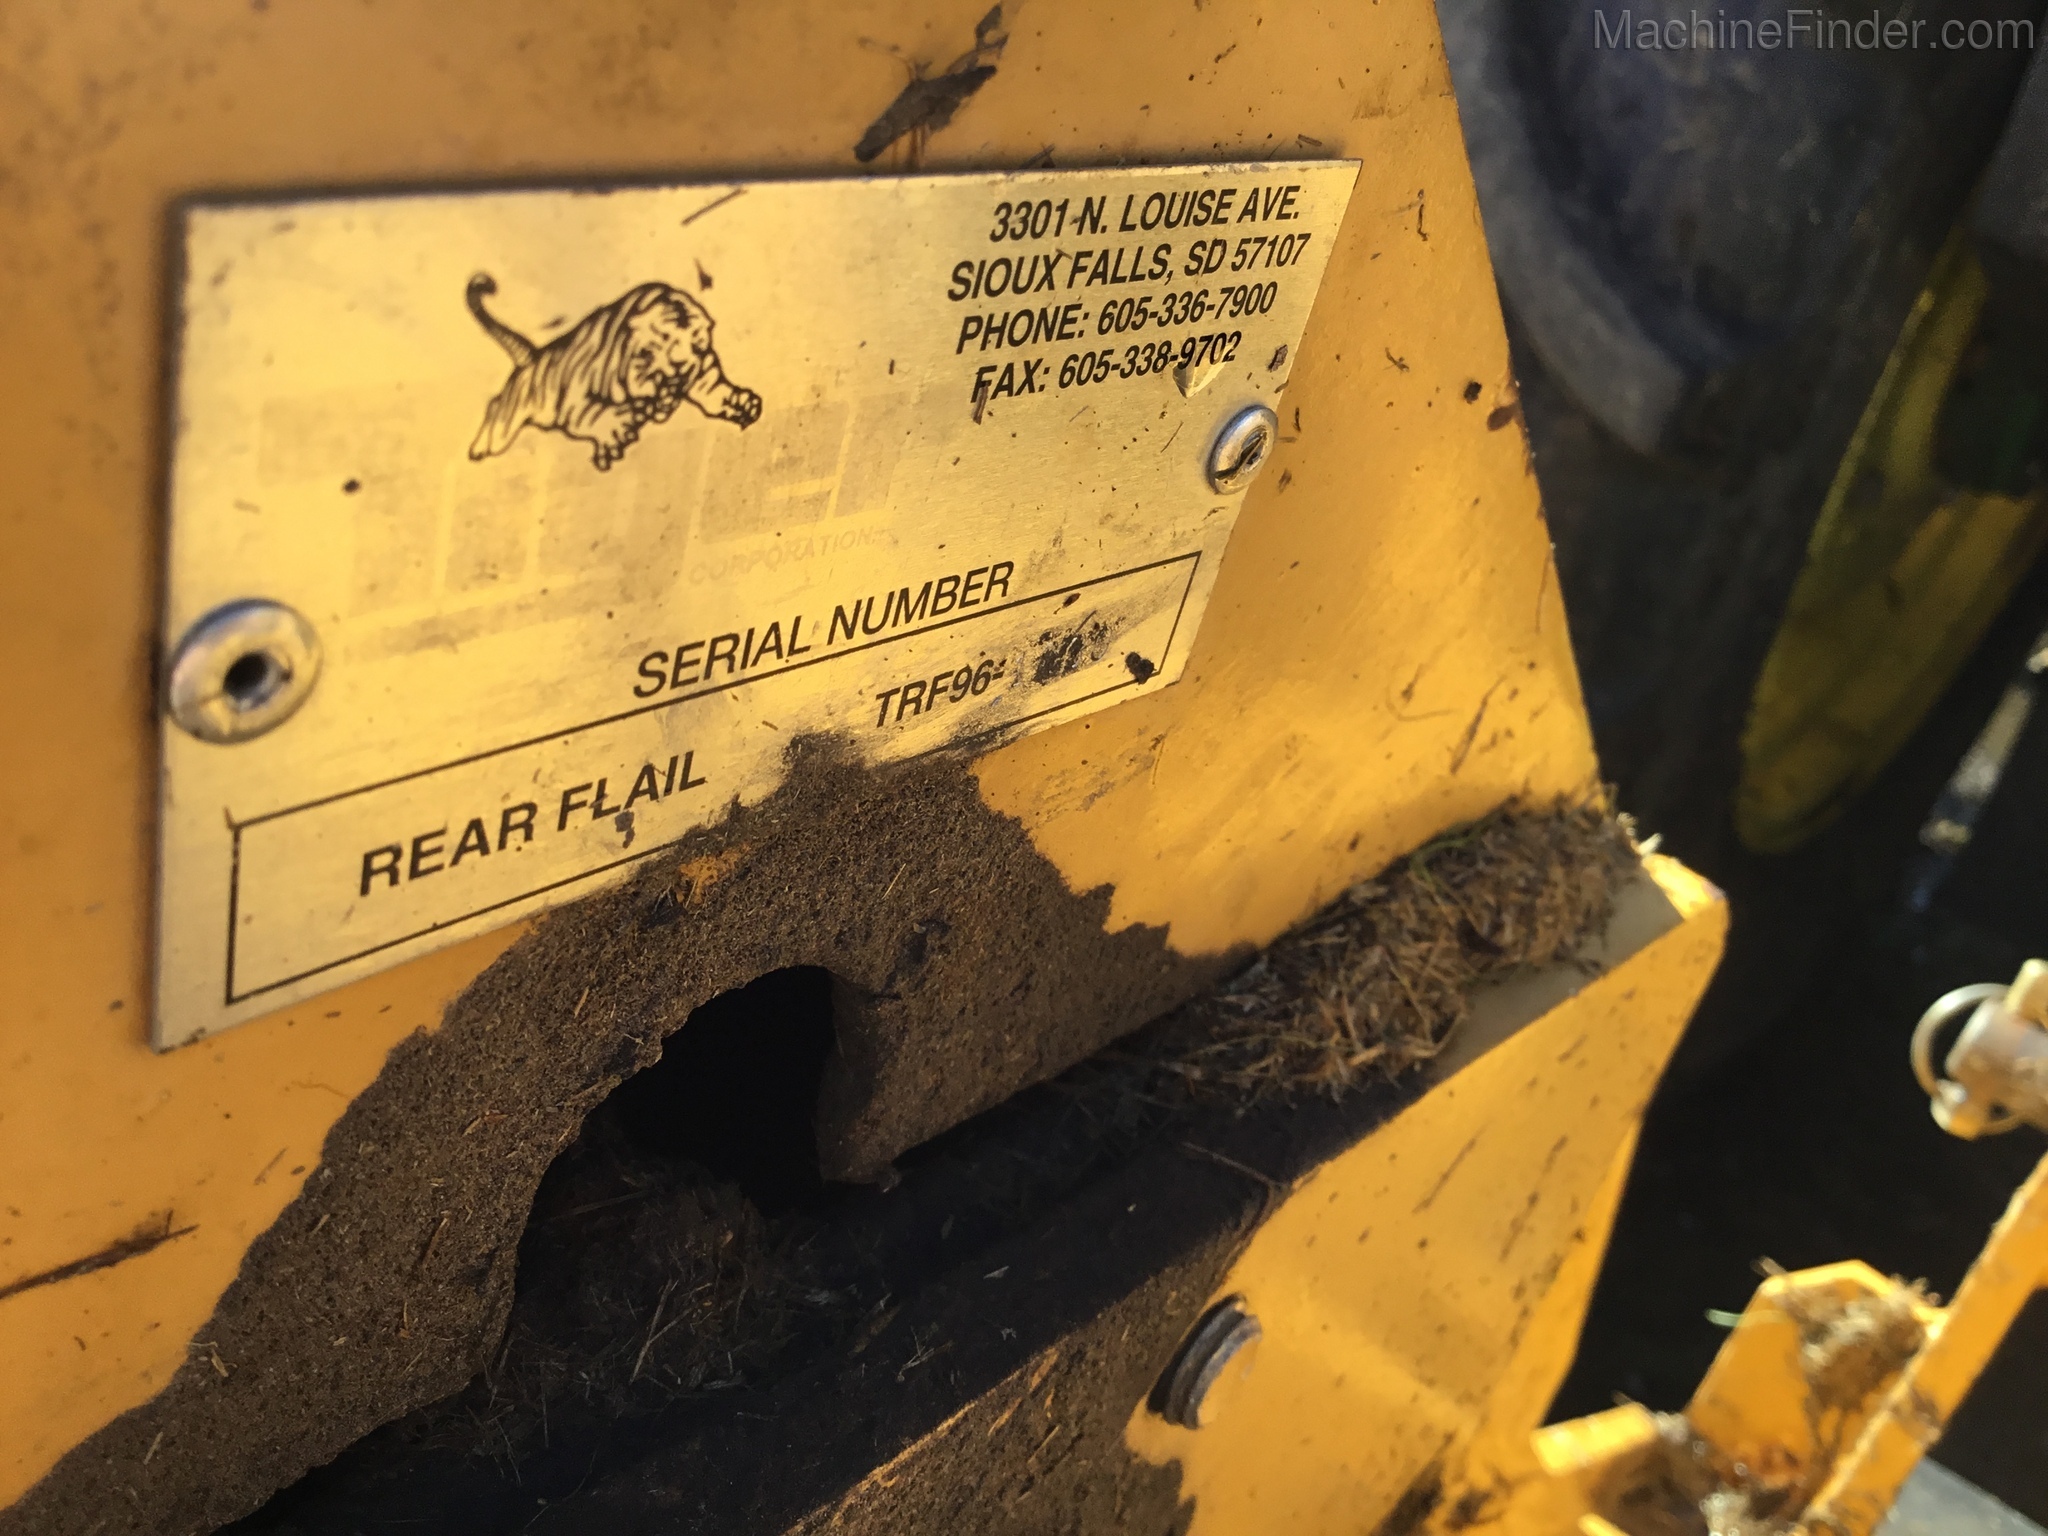 MachineFinder.com
3301 N. LOUISE AVE.
SIOUX FALLS, SD 57107
PHONE: 605-336-7900
FAX: 605-338-9702
CORPORATION
SERIAL NUMBER
REAR FLAIL TRF96-